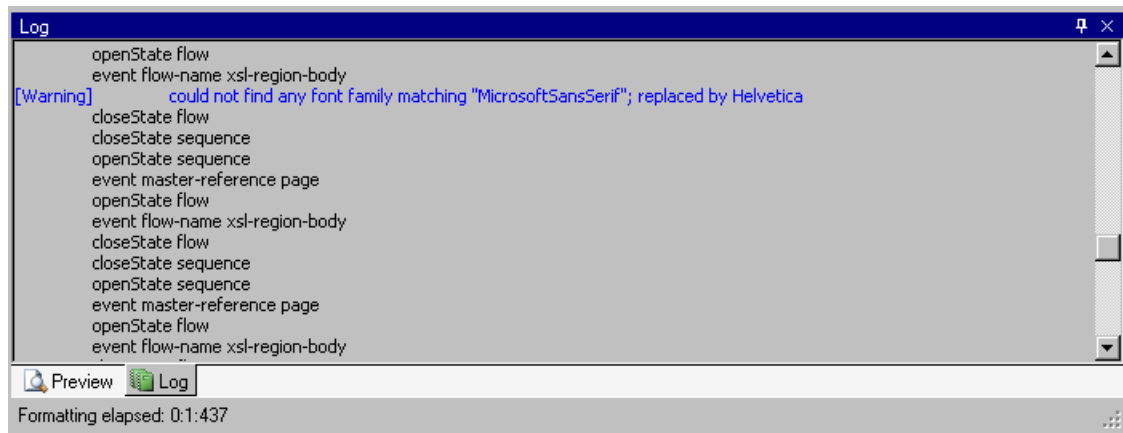 Log
openState flow
event flow-name xsl-region-body
[Warning] could not find any font family matching "MicrosoftSansSerif"; replaced by Helvetica
closeState flow
closeState sequence
openState sequence
event master-reference page
openState flow
event flow-name xsl-region-body
closeState flow
closeState sequence
openState sequence
event master-reference page
openState flow
event flow-name xsl-region-body
Preview Log
Formatting elapsed: 0:1:437